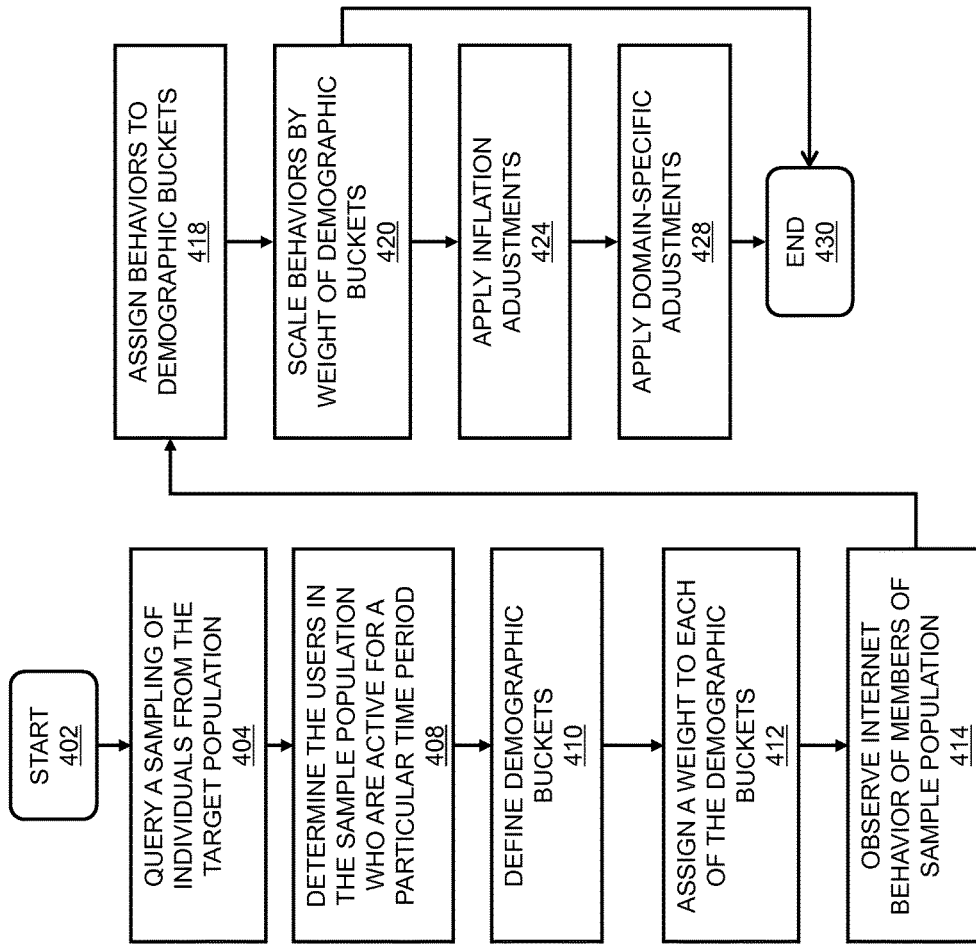 START
402
QUERY A SAMPLING OF
INDIVIDUALS FROM THE
TARGET POPULATION
404
DETERMINE THE USERS IN
THE SAMPLE POPULATION
WHO ARE ACTIVE FOR A
PARTICULAR TIME PERIOD
408
DEFINE DEMOGRAPHIC
BUCKETS
410
ASSIGN A WEIGHT TO EACH
OF THE DEMOGRAPHIC
BUCKETS
412
OBSERVE INTERNET
BEHAVIOR OF MEMBERS OF
SAMPLE POPULATION
414
ASSIGN BEHAVIORS TO
DEMOGRAPHIC BUCKETS
418
SCALE BEHAVIORS BY
WEIGHT OF DEMOGRAPHIC
BUCKETS
420
APPLY INFLATION
ADJUSTMENTS
424
APPLY DOMAIN-SPECIFIC
ADJUSTMENTS
428
END
430